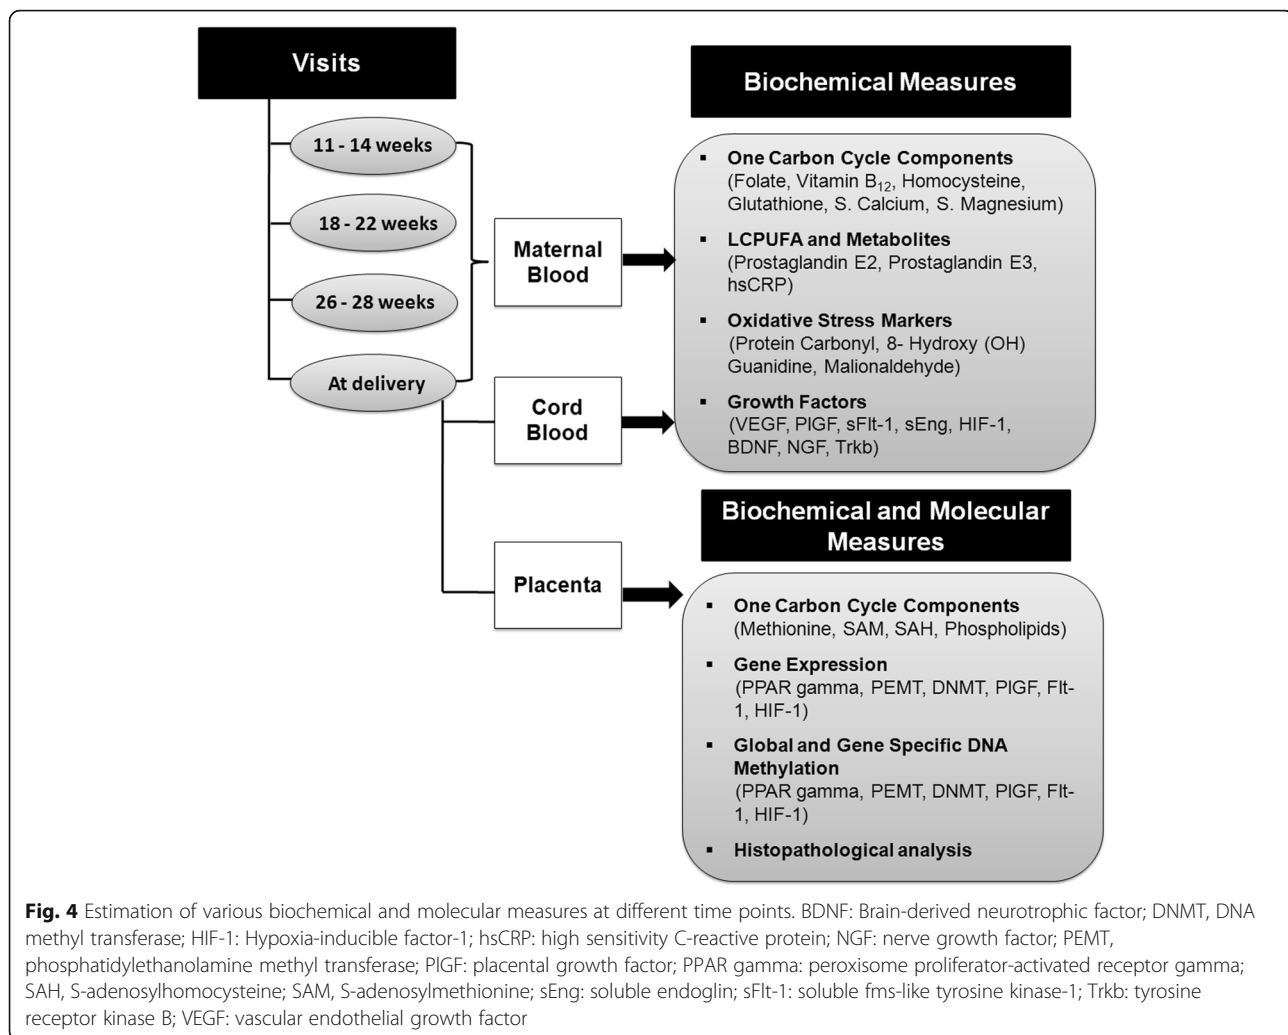 Visits
11 - 14 weeks
18 - 22 weeks
26 - 28 weeks
At delivery
Maternal
Blood
Cord
Blood
Placenta
Biochemical Measures
▪ One Carbon Cycle Components
(Folate, Vitamin B12, Homocysteine,
Glutathione, S. Calcium, S. Magnesium)
▪ LCPUFA and Metabolites
(Prostaglandin E2, Prostaglandin E3,
hsCRP)
▪ Oxidative Stress Markers
(Protein Carbonyl, 8- Hydroxy (OH)
Guanidine, Malionaldehyde)
▪ Growth Factors
(VEGF, PlGF, sFlt-1, sEng, HIF-1,
BDNF, NGF, Trkb)
Biochemical and Molecular
Measures
▪ One Carbon Cycle Components
(Methionine, SAM, SAH, Phospholipids)
▪ Gene Expression
(PPAR gamma, PEMT, DNMT, PlGF, Flt-
1, HIF-1)
▪ Global and Gene Specific DNA
Methylation
(PPAR gamma, PEMT, DNMT, PlGF, Flt-
1, HIF-1)
▪ Histopathological analysis
Fig. 4 Estimation of various biochemical and molecular measures at different time points. BDNF: Brain-derived neurotrophic factor; DNMT, DNA
methyl transferase; HIF-1: Hypoxia-inducible factor-1; hsCRP: high sensitivity C-reactive protein; NGF: nerve growth factor; PEMT,
phosphatidylethanolamine methyl transferase; PlGF: placental growth factor; PPAR gamma: peroxisome proliferator-activated receptor gamma;
SAH, S-adenosylhomocysteine; SAM, S-adenosylmethionine; sEng: soluble endoglin; sFlt-1: soluble fms-like tyrosine kinase-1; Trkb: tyrosine
receptor kinase B; VEGF: vascular endothelial growth factor